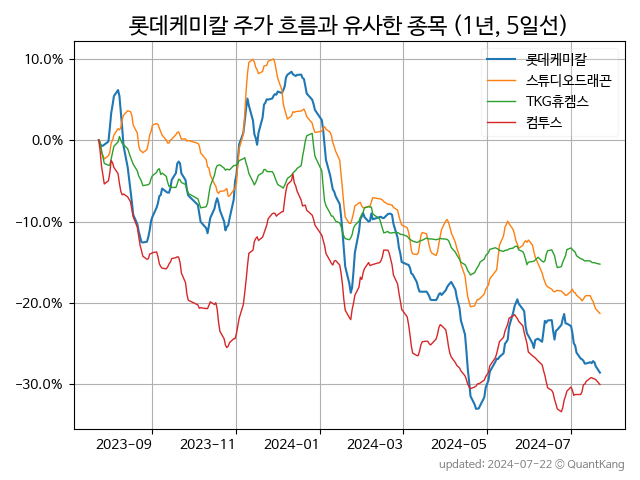 롯데케미칼 주가 흐름과 유사한 종목 (1년, 5일선)
롯데케미칼
스튜디오드래곤
TKG휴켐스
컴투스
10.0%
0.0%
−10.0%
−20.0%
−30.0%
2023−09 2023−11 2024−01 2024−03 2024−05 2024−07
updated: 2024-07-22 © QuantKang